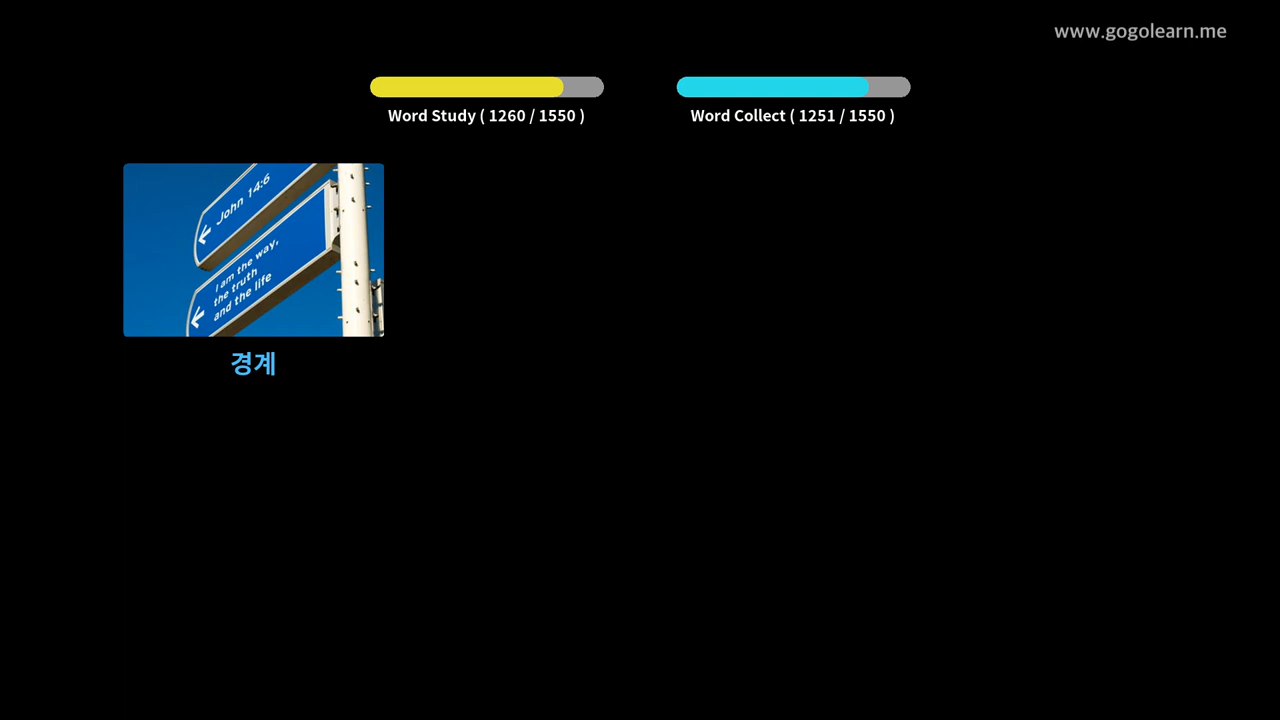 www.gogolearn.me
Word Study ( 1260 / 1550 )
Word Collect ( 1251 / 1550 )
John 14:6
I am the way,
the truth
and the life
경계